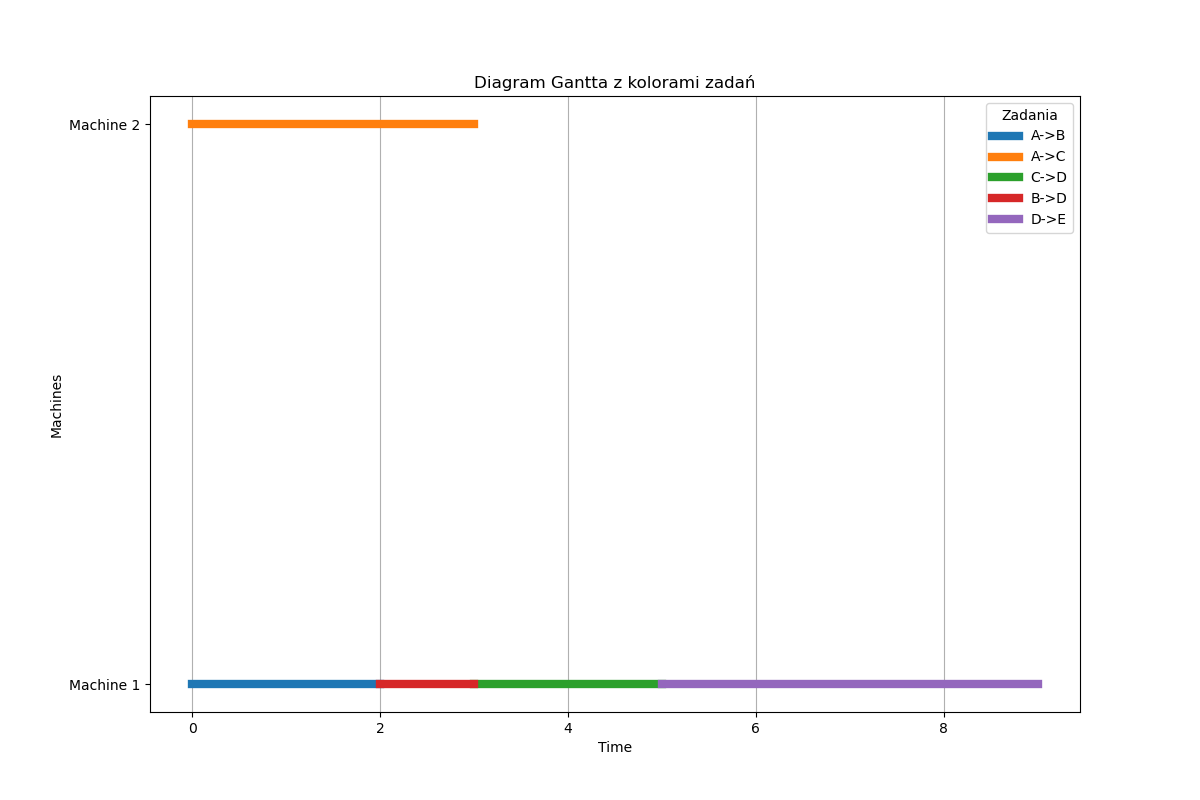 Diagram Gantta z kolorami zadań
Machine 2
Machine 1
Machines
Zadania
A->B
A->C
C->D
B->D
D->E
0 2 4 6 8
Time